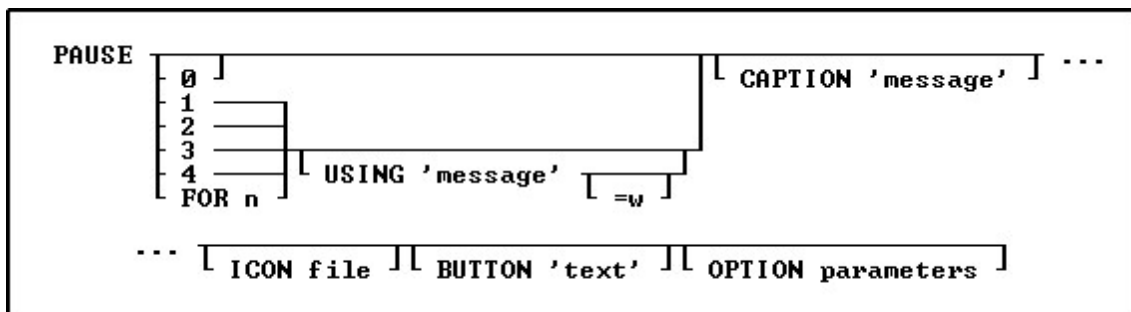 PAUSE
0 CAPTION 'message' ...
1
2
3
4 USING 'message'
FOR n =w
... ICON file BUTTON 'text' OPTION parameters